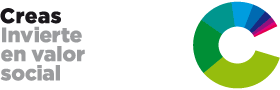 Creas
Invierte
en valor
social